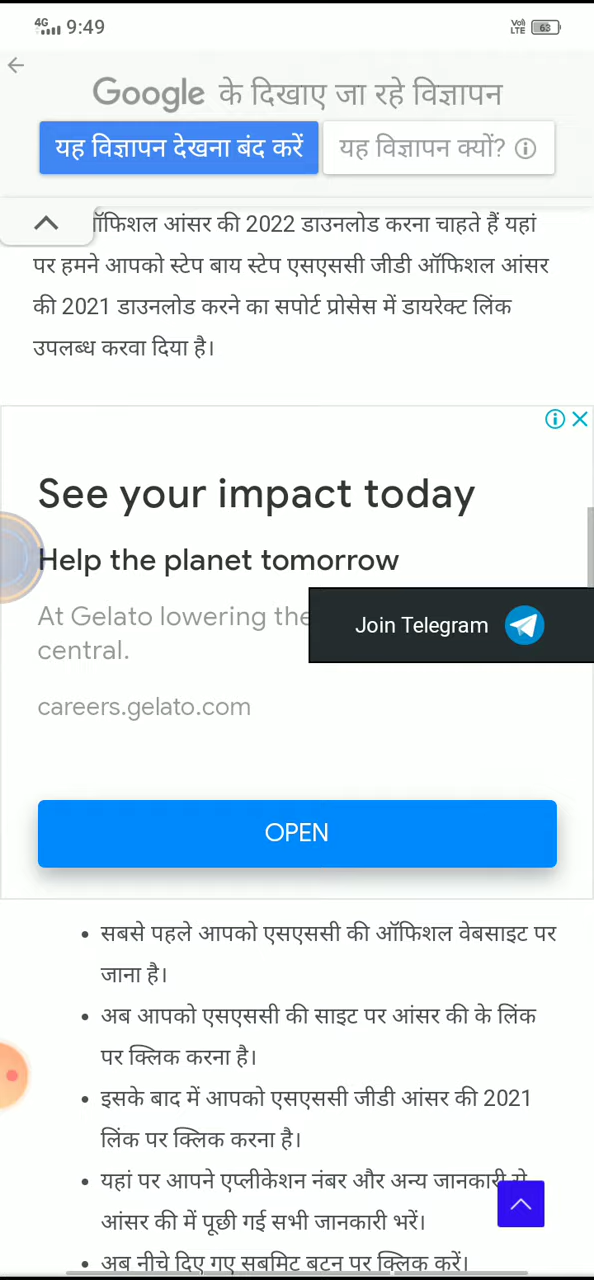 4G 9:49 Vo) LTE 63
Google के दिखाए जा रहे विज्ञापन
यह विज्ञापन देखना बंद करें यह विज्ञापन क्यों?
ऑफिशल आंसर की 2022 डाउनलोड करना चाहते हैं यहां
पर हमने आपको स्टेप बाय स्टेप एसएससी जीडी ऑफिशल आंसर
की 2021 डाउनलोड करने का सपोर्ट प्रोसेस में डायरेक्ट लिंक
उपलब्ध करवा दिया है।
See your impact today
Help the planet tomorrow
At Gelato lowering the
central.
Join Telegram
careers.gelato.com
OPEN
• सबसे पहले आपको एसएससी की ऑफिशल वेबसाइट पर
जाना है।
• अब आपको एसएससी की साइट पर आंसर की के लिंक
पर क्लिक करना है।
• इसके बाद में आपको एसएससी जीडी आंसर की 2021
लिंक पर क्लिक करना है।
• यहां पर आपने एप्लीकेशन नंबर और अन्य जानकारी से
आंसर की में पूछी गई सभी जानकारी भरें।
• अब नीचे दिए गए सबमिट बटन पर क्लिक करें।